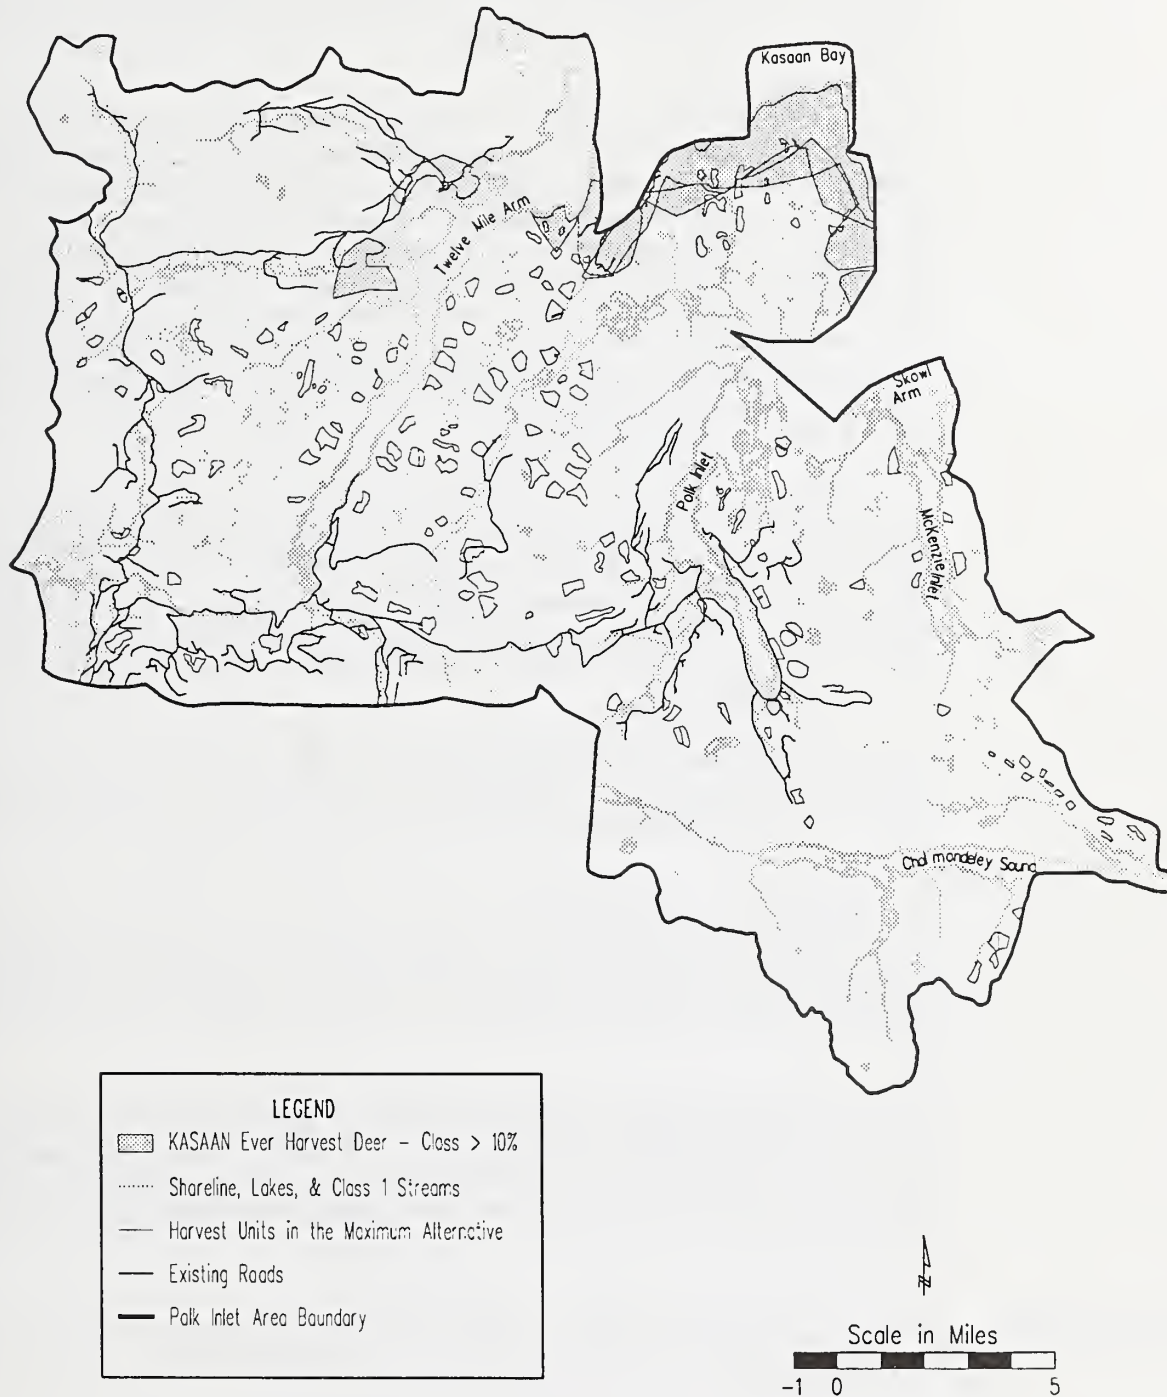 Kasaan Bay
Twelve Mile Arm
Skowl
Arm
Polk Inlet
McKenzie Inlet
Cholmondeley Sound
LEGEND
KASAAN Ever Harvest Deer - Class > 10%
Shoreline, Lakes, & Class 1 Streams
Harvest Units in the Maximum Alternative
Existing Roads
Polk Inlet Area Boundary
N
Scale in Miles
-1 0 5